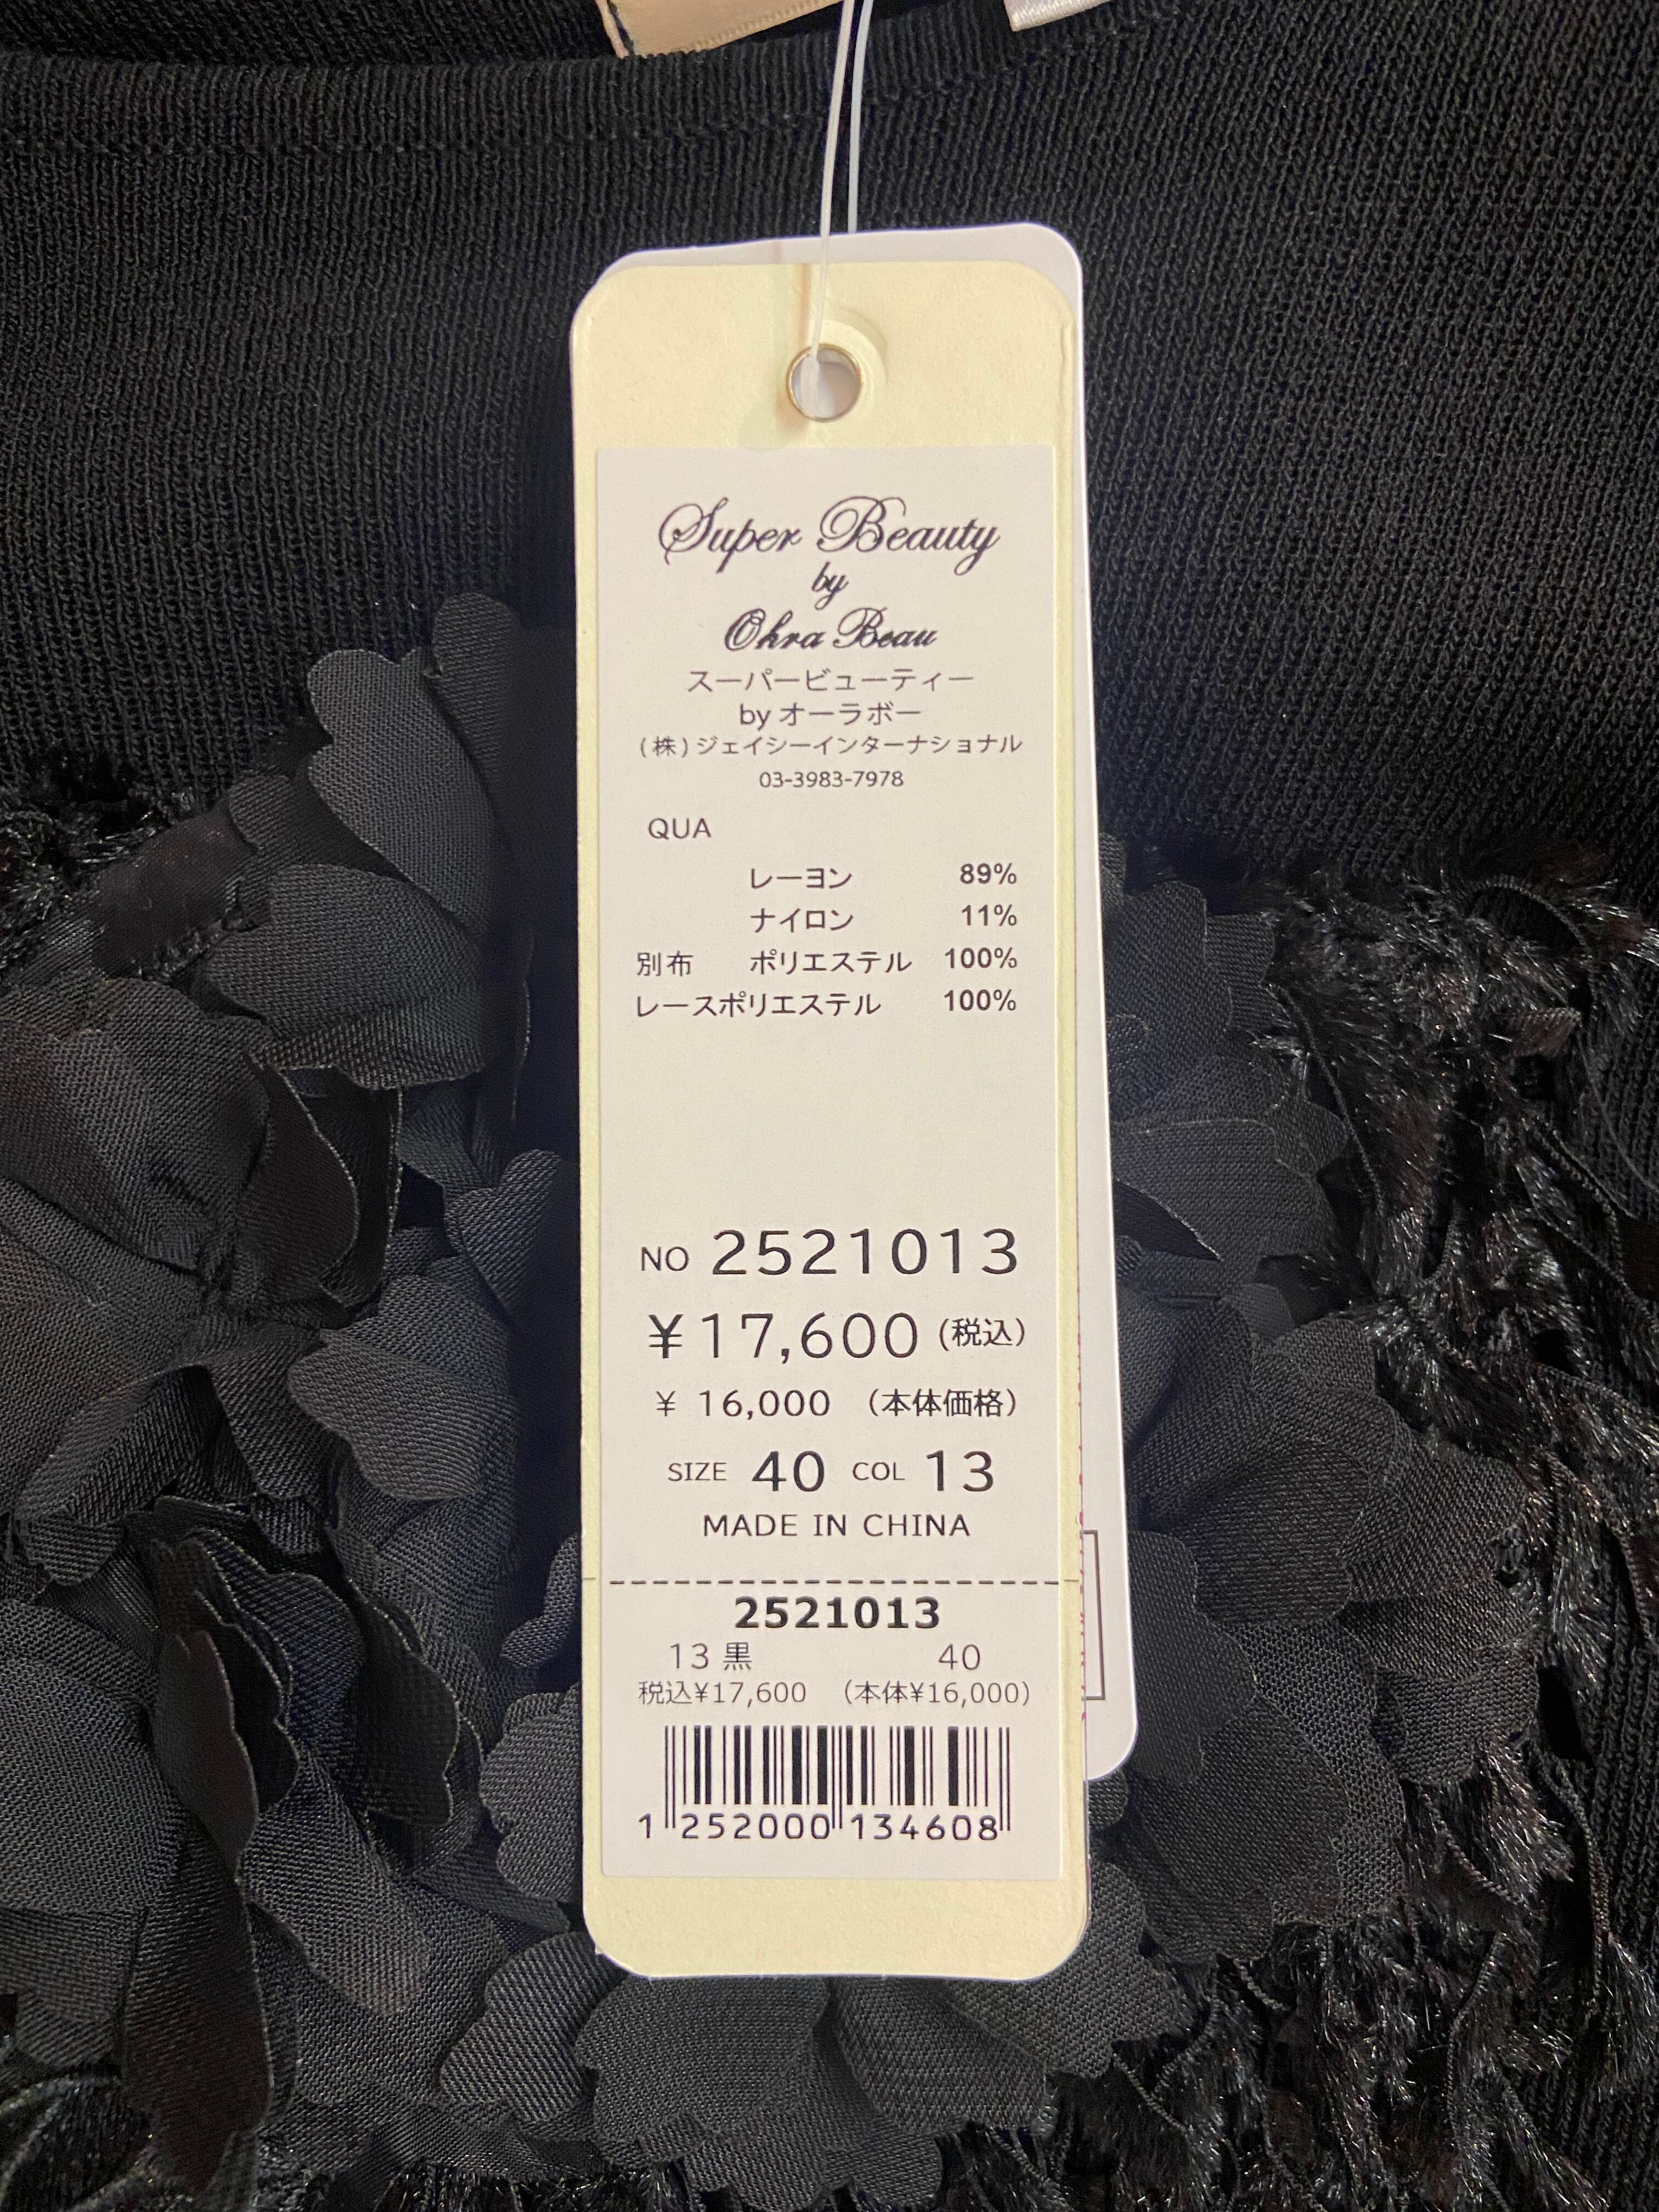 Super Beauty
by
Ohra Beau
スーパービューティー
by オーラボー
(株)ジェイシーインターナショナル
03-3983-7978
QUA
レーヨン 89%
ナイロン 11%
別布 ポリエステル 100%
レースポリエステル 100%
NO 2521013
¥17,600 (税込)
¥ 16,000 (本体価格)
SIZE 40 COL 13
MADE IN CHINA
2521013
13 黒 40
税込¥17,600 (本体¥16,000)
1 252000 134608